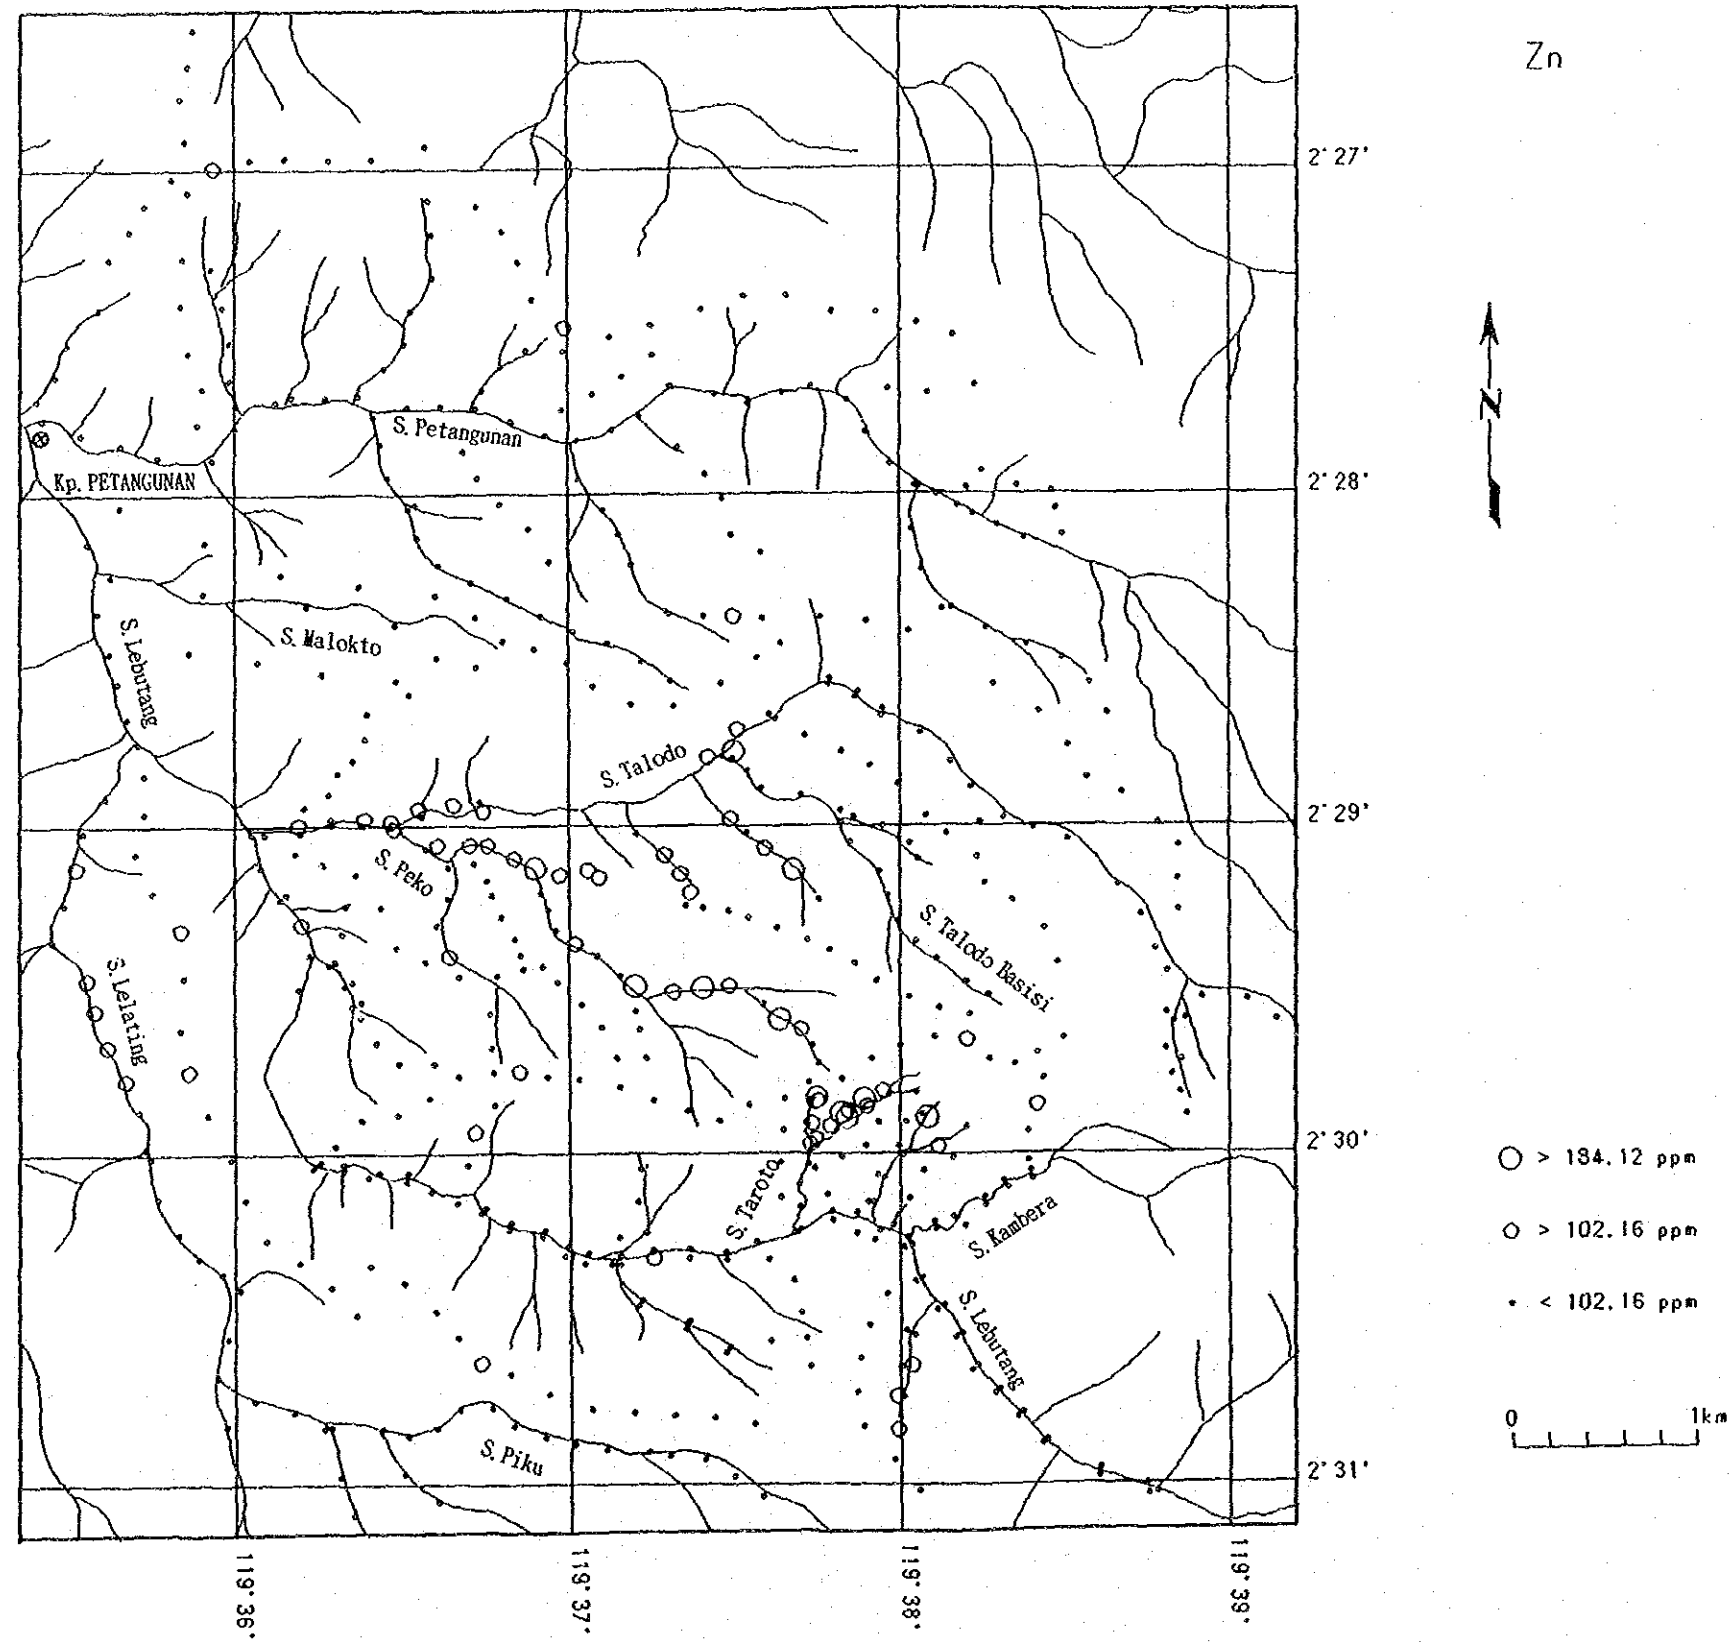 Zn
2°27'
S. Petangunan
Kp. PETANGUNAN
2°28'
N
S. Lebutang
S. Malokto
S. Talodo
2°29'
S. Peko
S. Talodo Basisi
S. Lelating
2°30'
> 184.12 ppm
S. Taroto
S. Kambera
> 102.16 ppm
S. Lebutang
< 102.16 ppm
0 1km
S. Piku
2°31'
119°36'
119°37'
119°38'
119°39'